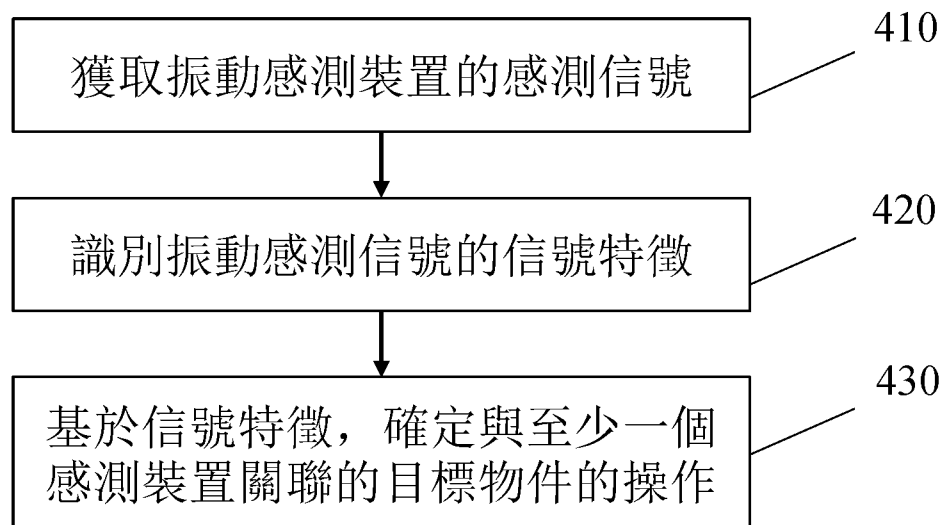 獲取振動感測裝置的感測信號
410
識別振動感測信號的信號特徵
420
基於信號特徵，確定與至少一個
感測裝置關聯的目標物件的操作
430